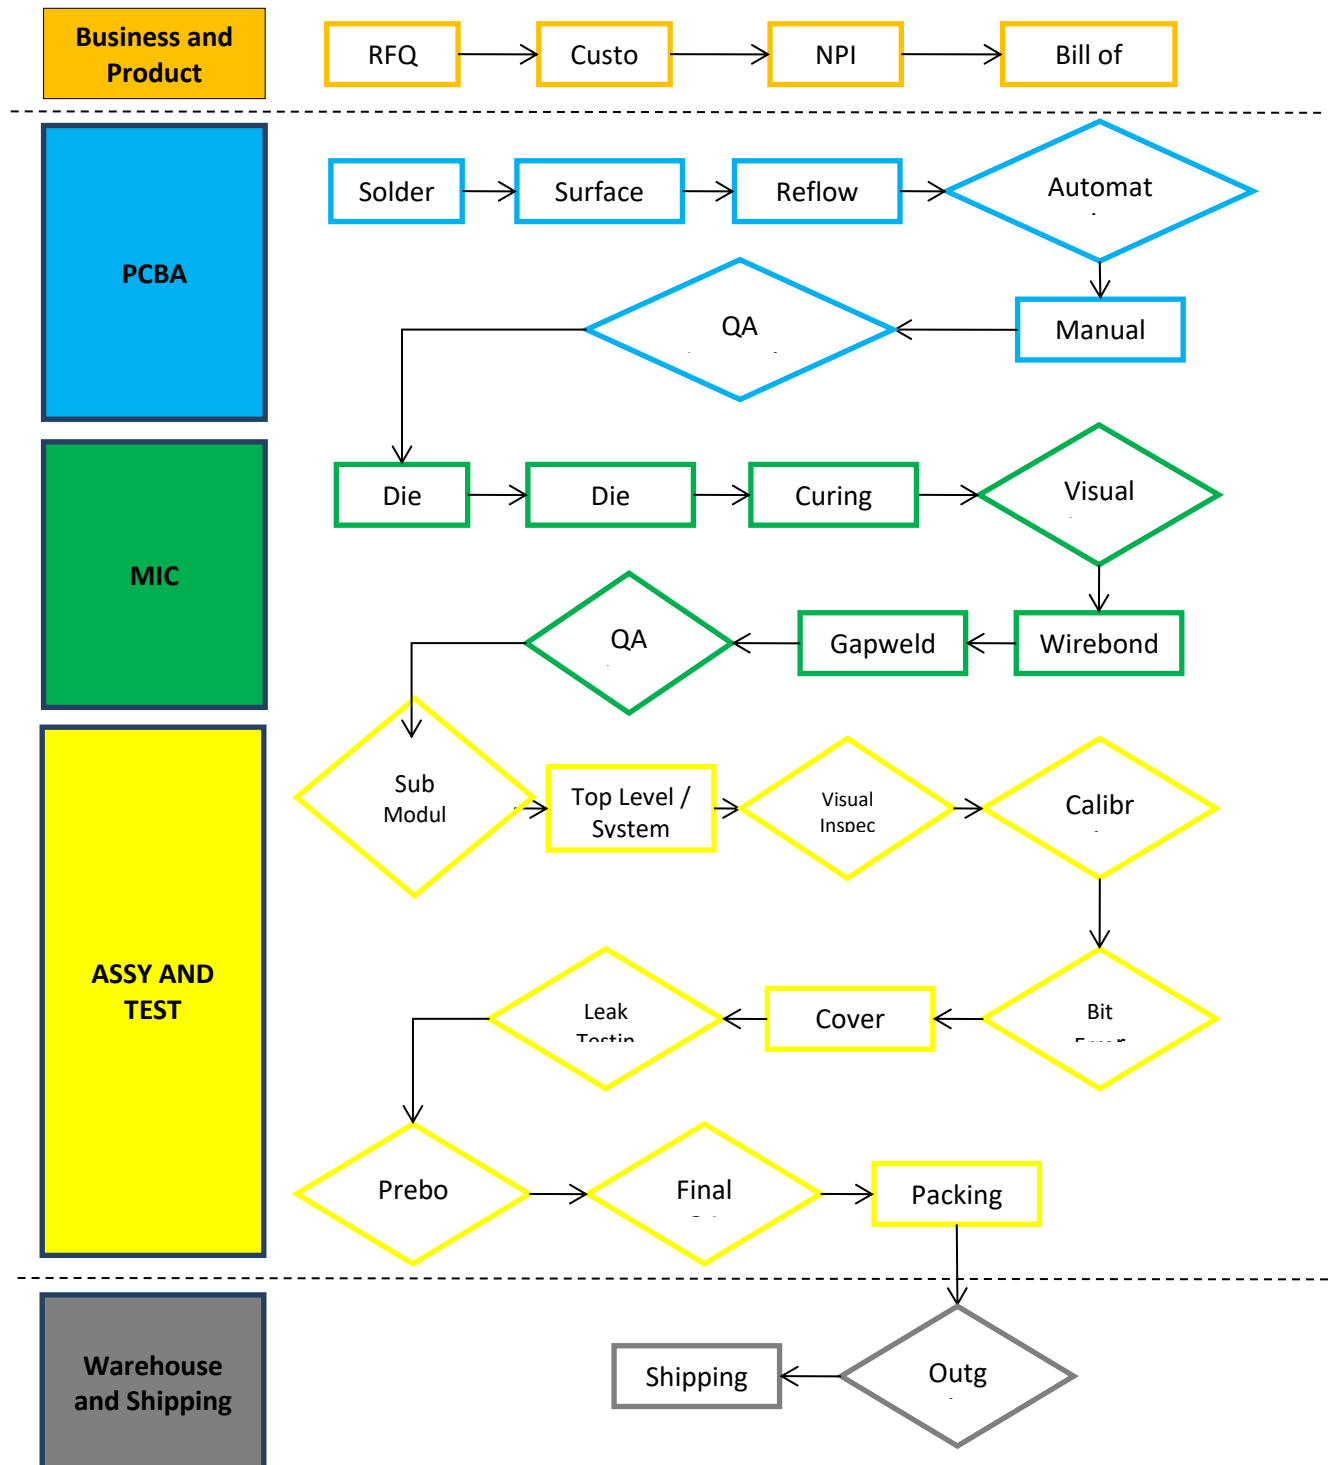 Business and
Product
RFQ
Custo
NPI
Bill of
PCBA
Solder
Surface
Reflow
Automat
QA
Manual
MIC
Die
Die
Curing
Visual
QA
Gapweld
Wirebond
ASSY AND
TEST
Sub
Modul
Top Level /
System
Visual
Inspec
Calibr
Leak
Testin
Cover
Bit
Error
Prebo
Final
Packing
Warehouse
and Shipping
Shipping
Outg